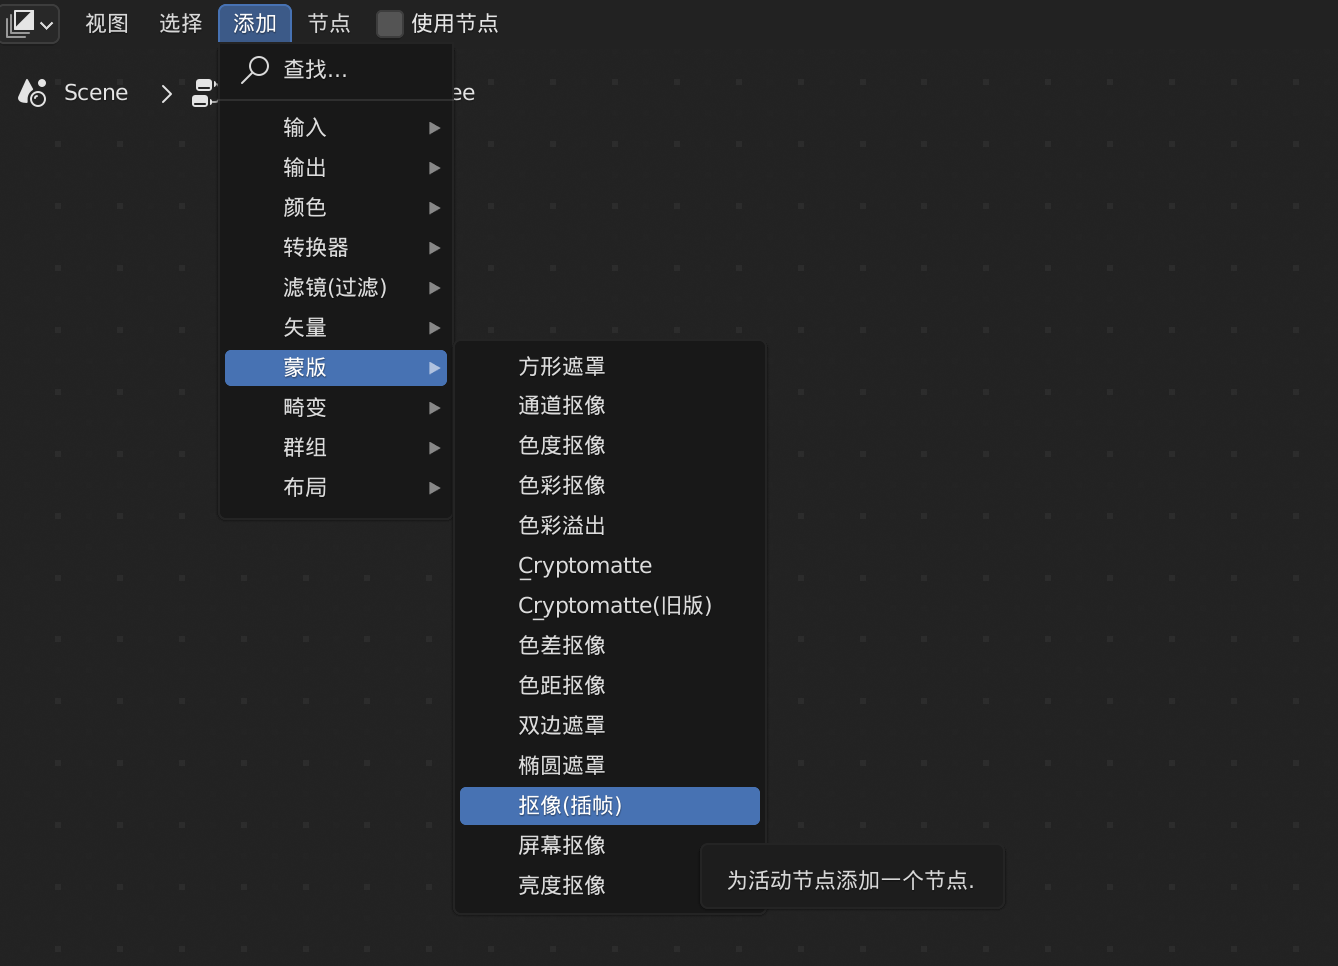 视图 选择 添加 节点 使用节点
查找...
Scene
ee
输入
输出
颜色
转换器
滤镜(过滤)
矢量
蒙版
畸变
群组
布局
方形遮罩
通道抠像
色度抠像
色彩抠像
色彩溢出
Cryptomatte
Cryptomatte(旧版)
色差抠像
色距抠像
双边遮罩
椭圆遮罩
抠像(插帧)
屏幕抠像
亮度抠像
为活动节点添加一个节点.